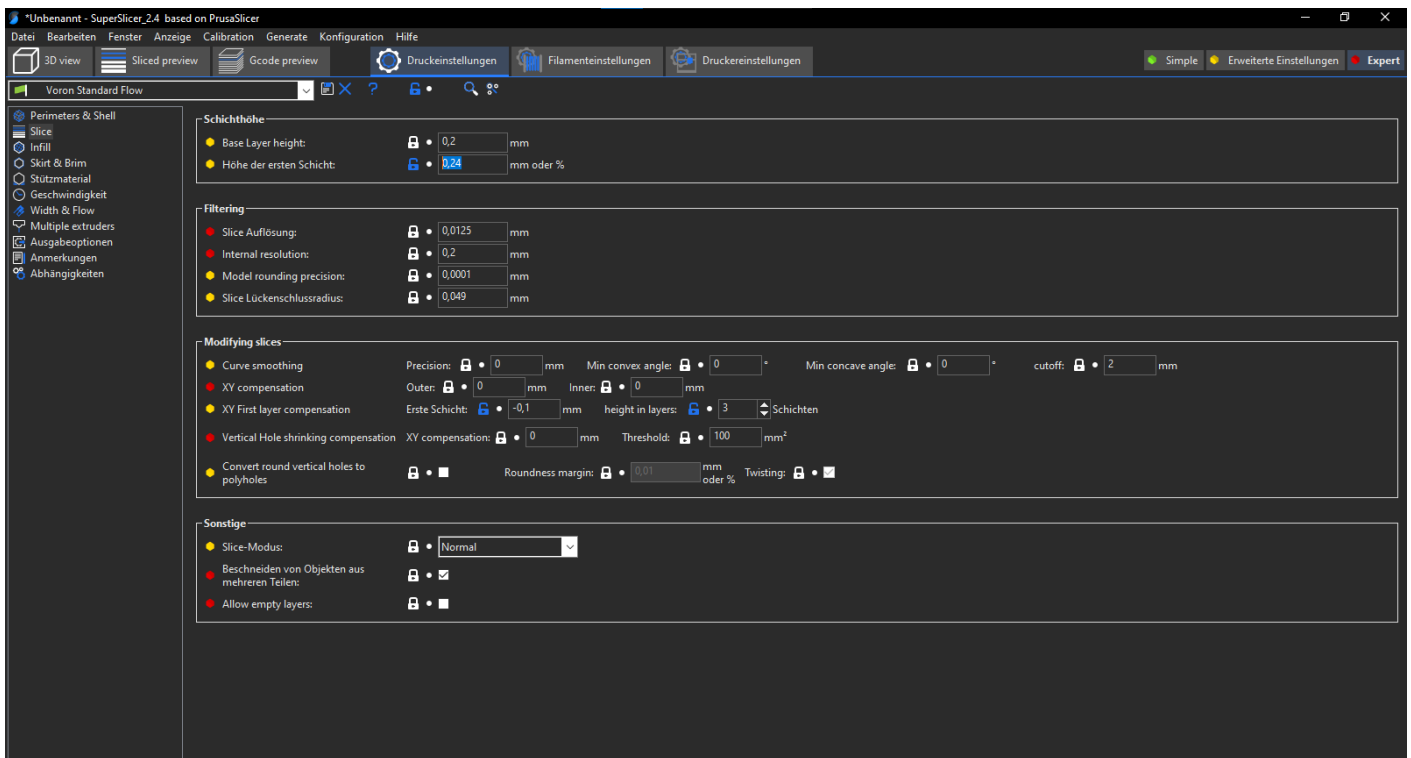 *Unbenannt - SuperSlicer_2.4 based on PrusaSlicer
Datei Bearbeiten Fenster Anzeige Calibration Generate Konfiguration Hilfe
3D view Sliced preview Gcode preview Druckeinstellungen Filamenteinstellungen Druckereinstellungen Simple Erweiterte Einstellungen Expert
Voron Standard Flow ?
Perimeters & Shell
Slice
Infill
Skirt & Brim
Stützmaterial
Geschwindigkeit
Width & Flow
Multiple extruders
Ausgabeoptionen
Anmerkungen
Abhängigkeiten
Schichthöhe
Base Layer height: 0,2 mm
Höhe der ersten Schicht: 0,24 mm oder %
Filtering
Slice Auflösung: 0,0125 mm
Internal resolution: 0,2 mm
Model rounding precision: 0,0001 mm
Slice Lückenschlussradius: 0,049 mm
Modifying slices
Curve smoothing Precision: 0 mm Min convex angle: 0 ° Min concave angle: 0 ° cutoff: 2 mm
XY compensation Outer: 0 mm Inner: 0 mm
XY First layer compensation Erste Schicht: -0,1 mm height in layers: 3 Schichten
Vertical Hole shrinking compensation XY compensation: 0 mm Threshold: 100 mm²
Convert round vertical holes to
polyholes Roundness margin: 0,01 mm
oder % Twisting:
Sonstige
Slice-Modus: Normal
Beschneiden von Objekten aus
mehreren Teilen:
Allow empty layers: